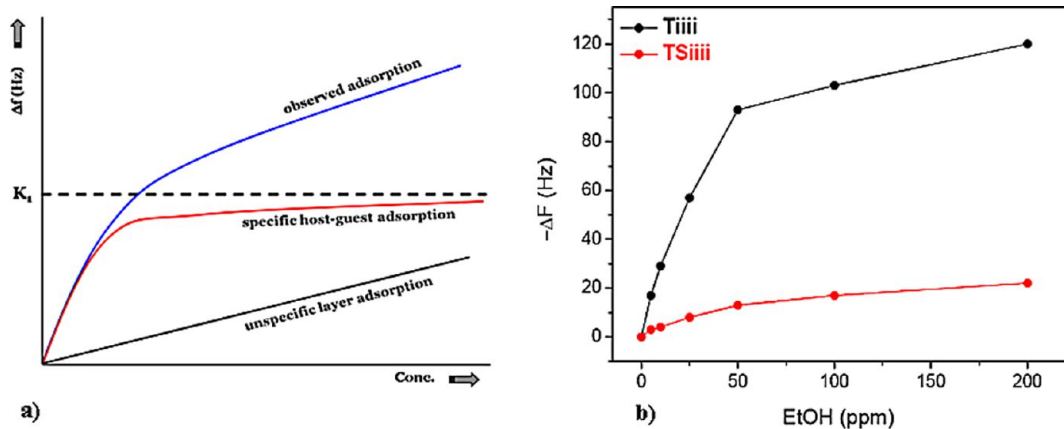 Δf (Hz)
observed adsorption
K₁
specific host-guest adsorption
unspecific layer adsorption
Conc.
a)
Tiiii
TSiiii
120
100
80
60
40
20
0
−ΔF (Hz)
0 50 100 150 200
EtOH (ppm)
b)